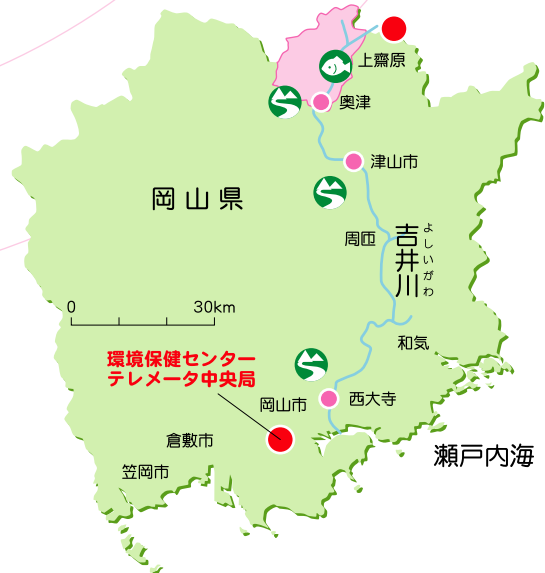 上齋原
奥津
津山市
岡山県
周匝
吉井川
よしいがわ
0 30km
和気
環境保健センター
テレメータ中央局
岡山市
西大寺
倉敷市
瀬戸内海
笠岡市